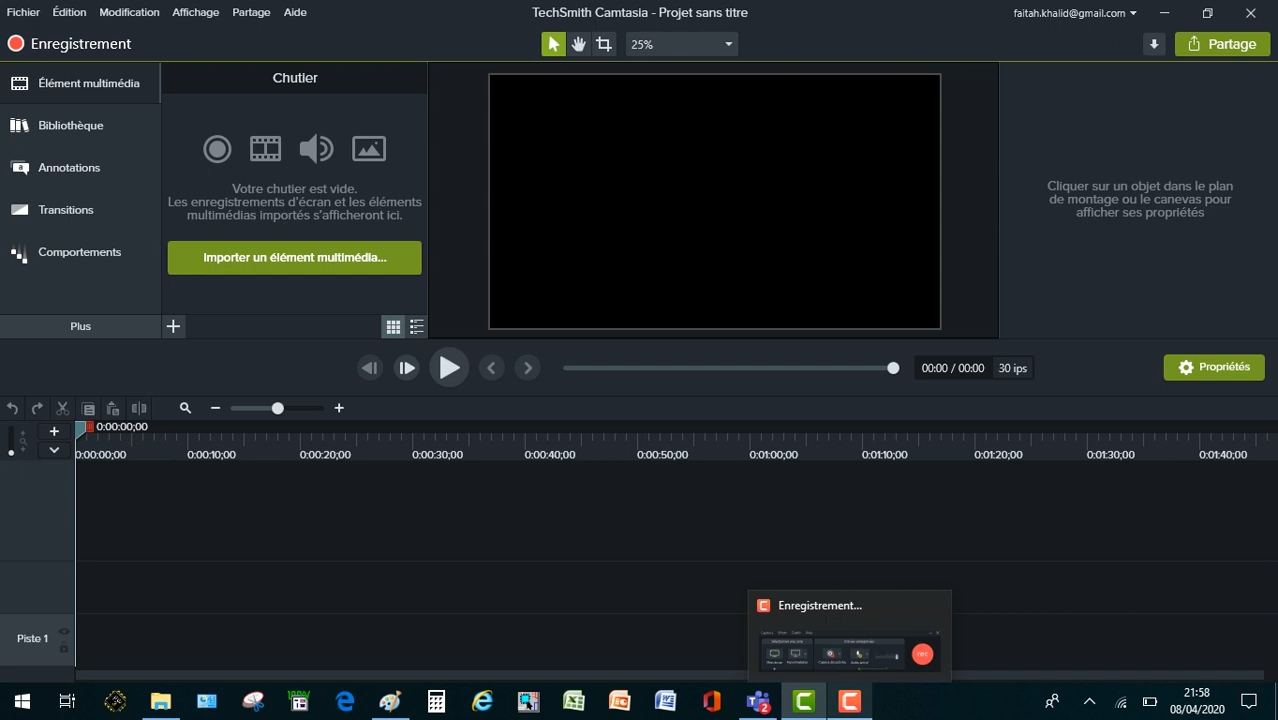 Fichier Édition Modification Affichage Partage Aide
TechSmith Camtasia - Projet sans titre
faitah.khalid@gmail.com
Enregistrement
25%
Partage
Élément multimédia
Bibliothèque
Annotations
Transitions
Comportements
Plus
Chutier
Votre chutier est vide.
Les enregistrements d'écran et les éléments
multimédias importés s'afficheront ici.
Importer un élément multimédia...
Cliquer sur un objet dans le plan
de montage ou le canevas pour
afficher ses propriétés
00:00 / 00:00 30 ips
Propriétés
0:00:00;00
0:00:00;00 0:00:10;00 0:00:20;00 0:00:30;00 0:00:40;00 0:00:50;00 0:01:00;00 0:01:10;00 0:01:20;00 0:01:30;00 0:01:40;00
Piste 1
Enregistrement...
rec
2
21:58
08/04/2020